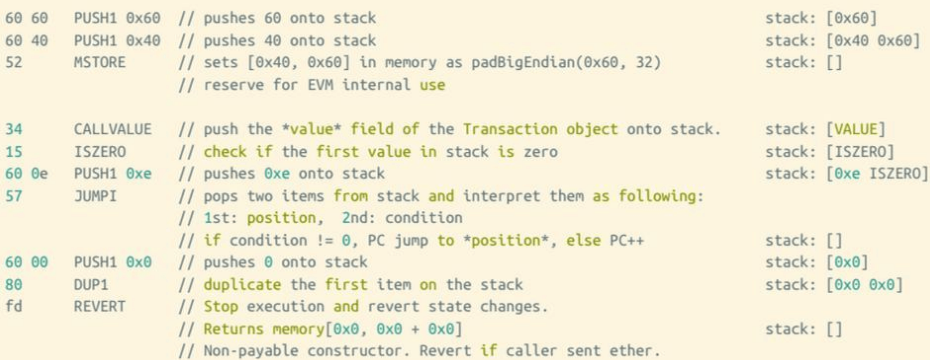 60 60 PUSH1 0x60 // pushes 60 onto stack stack: [0x60]
60 40 PUSH1 0x40 // pushes 40 onto stack stack: [0x40 0x60]
52 MSTORE // sets [0x40, 0x60] in memory as padBigEndian(0x60, 32) stack: []
// reserve for EVM internal use
34 CALLVALUE // push the *value* field of the Transaction object onto stack. stack: [VALUE]
15 ISZERO // check if the first value in stack is zero stack: [ISZERO]
60 0e PUSH1 0xe // pushes 0xe onto stack stack: [0xe ISZERO]
57 JUMPI // pops two items from stack and interpret them as following:
// 1st: position, 2nd: condition
// if condition != 0, PC jump to *position*, else PC++ stack: []
60 00 PUSH1 0x0 // pushes 0 onto stack stack: [0x0]
80 DUP1 // duplicate the first item on the stack stack: [0x0 0x0]
fd REVERT // Stop execution and revert state changes.
// Returns memory[0x0, 0x0 + 0x0] stack: []
// Non-payable constructor. Revert if caller sent ether.